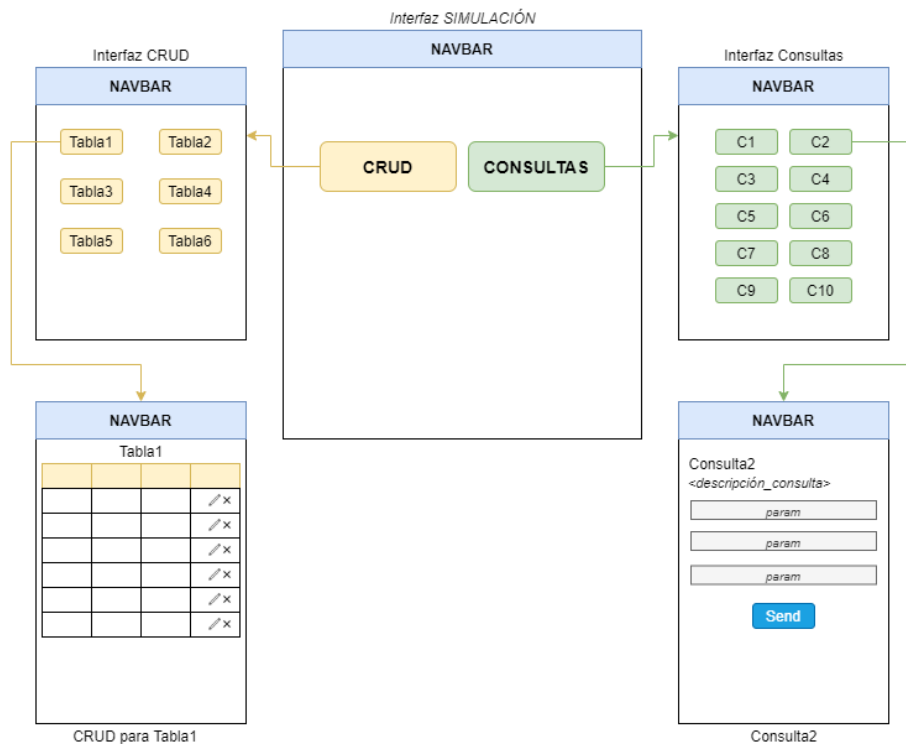 Interfaz SIMULACIÓN
NAVBAR
CRUD
CONSULTAS
Interfaz CRUD
NAVBAR
Tabla1
Tabla2
Tabla3
Tabla4
Tabla5
Tabla6
Interfaz Consultas
NAVBAR
C1
C2
C3
C4
C5
C6
C7
C8
C9
C10
NAVBAR
Tabla1
CRUD para Tabla1
NAVBAR
Consulta2
<descripción_consulta>
param
param
param
Send
Consulta2